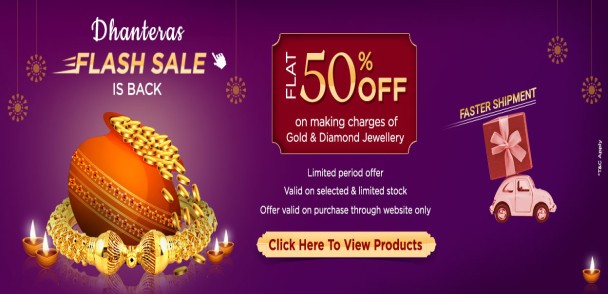 Dhanteras
FLASH SALE
IS BACK
FLAT 50% OFF
on making charges of
Gold & Diamond Jewellery
Limited period offer
Valid on selected & limited stock
Offer valid on purchase through website only
Click Here To View Products
FASTER SHIPMENT
*T&C Apply